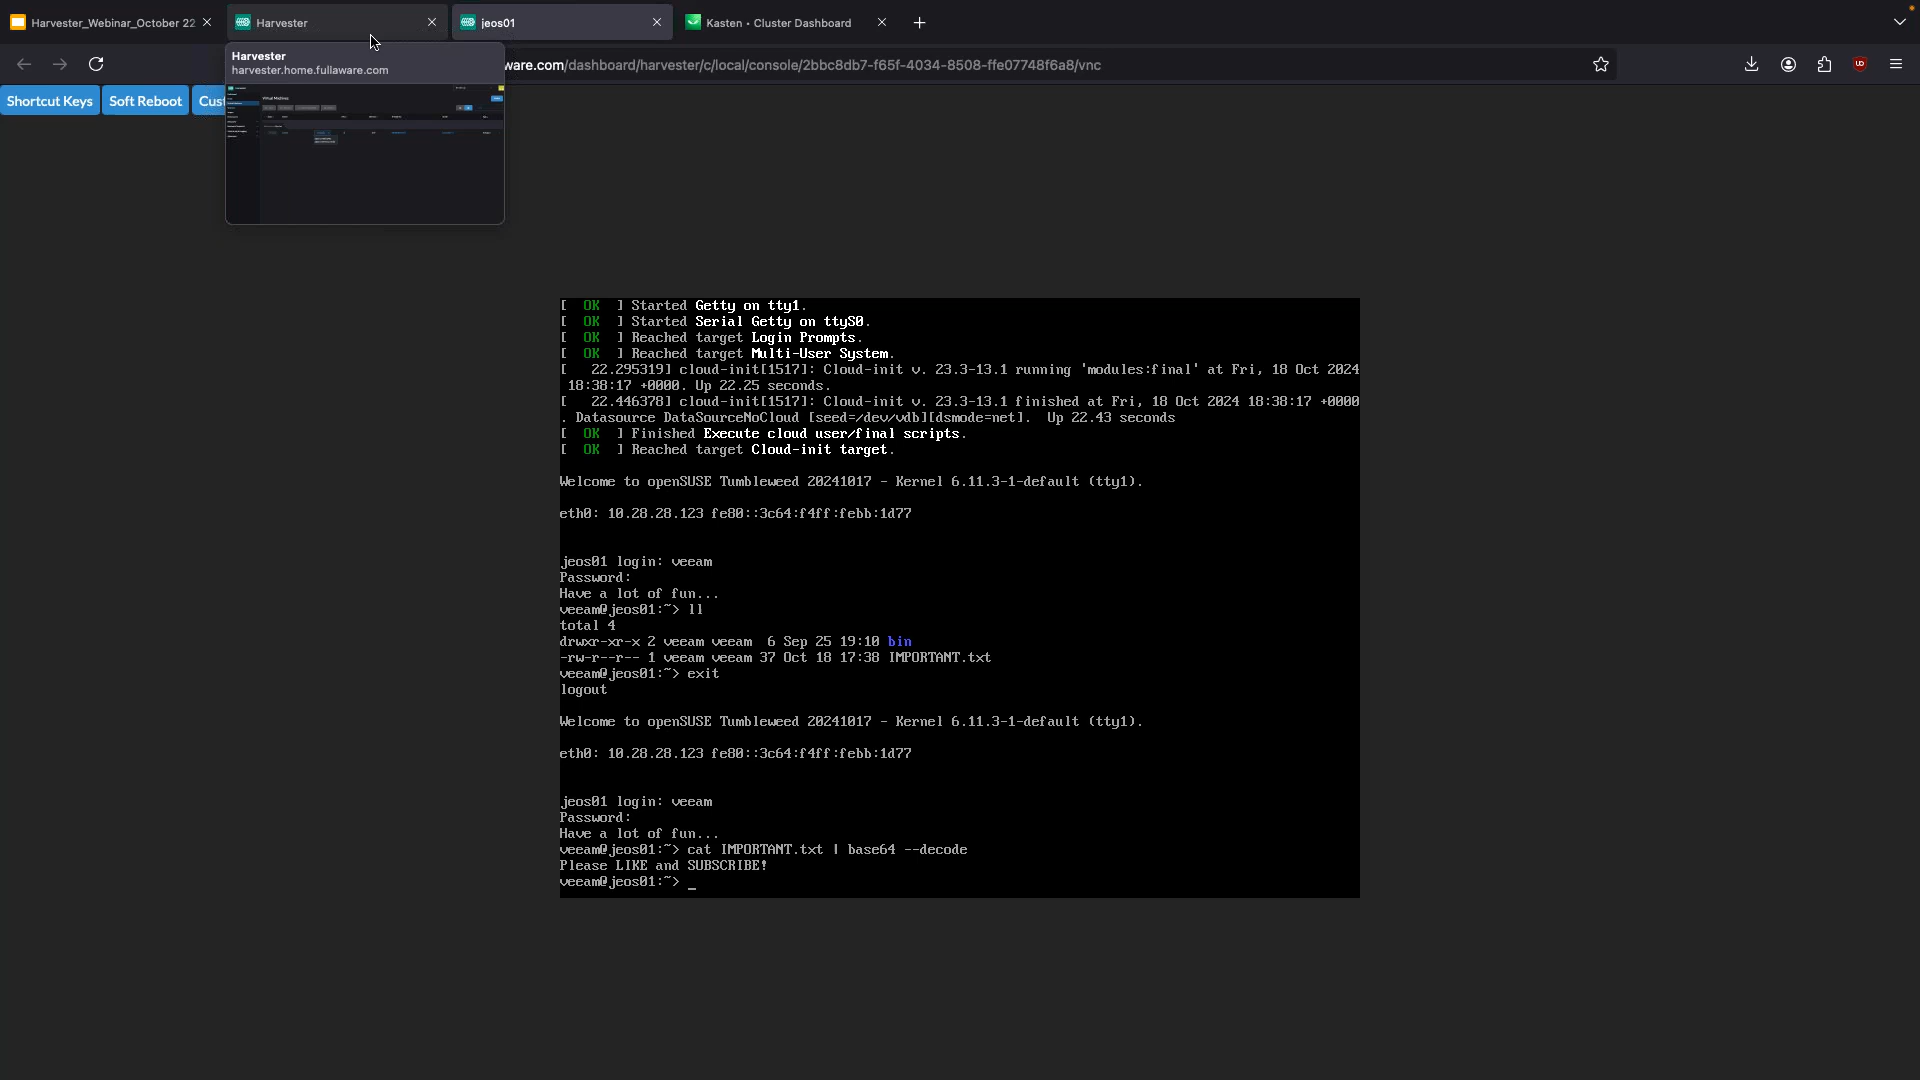 Harvester_Webinar_October 22
Harvester
jeos01
Kasten • Cluster Dashboard
Harvester
harvester.home.fullaware.com
ware.com/dashboard/harvester/c/local/console/2bbc8db7-f65f-4034-8508-ffe07748f6a8/vnc
Shortcut Keys
Soft Reboot
Cust
Virtual Machines
[  OK  ] Started Getty on tty1.
[  OK  ] Started Serial Getty on ttyS0.
[  OK  ] Reached target Login Prompts.
[  OK  ] Reached target Multi-User System.
[   22.295319] cloud-init[1517]: Cloud-init v. 23.3-13.1 running 'modules:final' at Fri, 18 Oct 2024
18:38:17 +0000. Up 22.25 seconds.
[   22.446378] cloud-init[1517]: Cloud-init v. 23.3-13.1 finished at Fri, 18 Oct 2024 18:38:17 +0000
. Datasource DataSourceNoCloud [seed=/dev/vdb][dsmode=net].  Up 22.43 seconds
[  OK  ] Finished Execute cloud user/final scripts.
[  OK  ] Reached target Cloud-init target.
Welcome to openSUSE Tumbleweed 20241017 - Kernel 6.11.3-1-default (tty1).
eth0: 10.28.28.123 fe80::3c64:f4ff:febb:1d77
jeos01 login: veeam
Password:
Have a lot of fun...
veeam@jeos01:~> ll
total 4
drwxr-xr-x 2 veeam veeam  6 Sep 25 19:10 bin
-rw-r--r-- 1 veeam veeam 37 Oct 18 17:38 IMPORTANT.txt
veeam@jeos01:~> exit
logout
Welcome to openSUSE Tumbleweed 20241017 - Kernel 6.11.3-1-default (tty1).
eth0: 10.28.28.123 fe80::3c64:f4ff:febb:1d77
jeos01 login: veeam
Password:
Have a lot of fun...
veeam@jeos01:~> cat IMPORTANT.txt | base64 --decode
Please LIKE and SUBSCRIBE!
veeam@jeos01:~> _